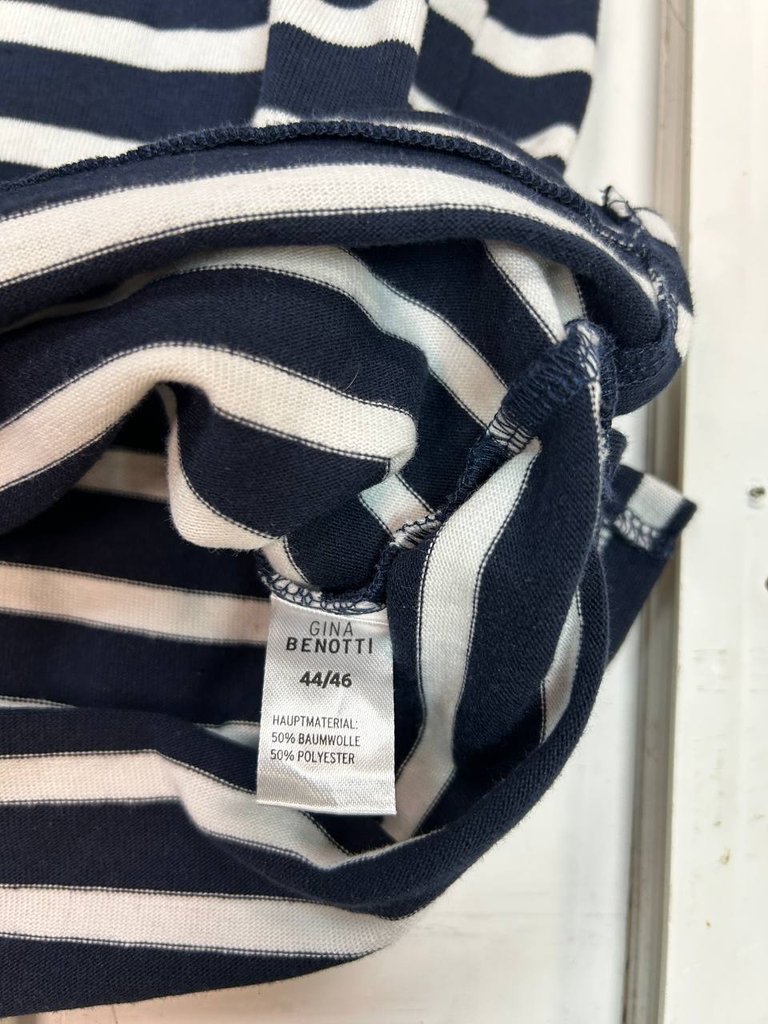 GINA
BENOTTI
44/46
HAUPTMATERIAL:
50% BAUMWOLLE
50% POLYESTER